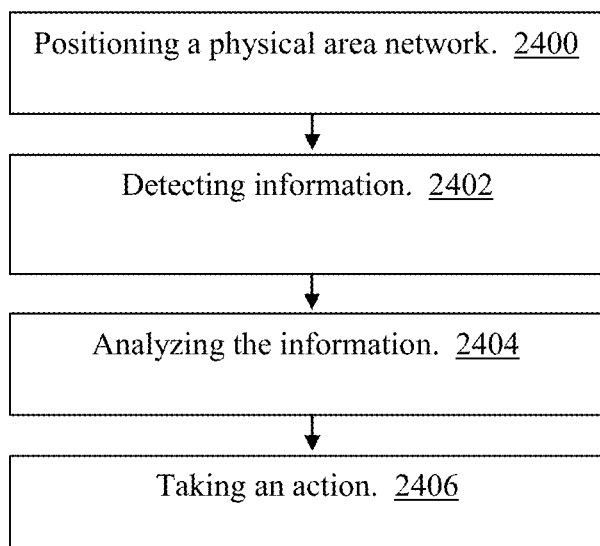 Positioning a physical area network. 2400
Detecting information. 2402
Analyzing the information. 2404
Taking an action. 2406